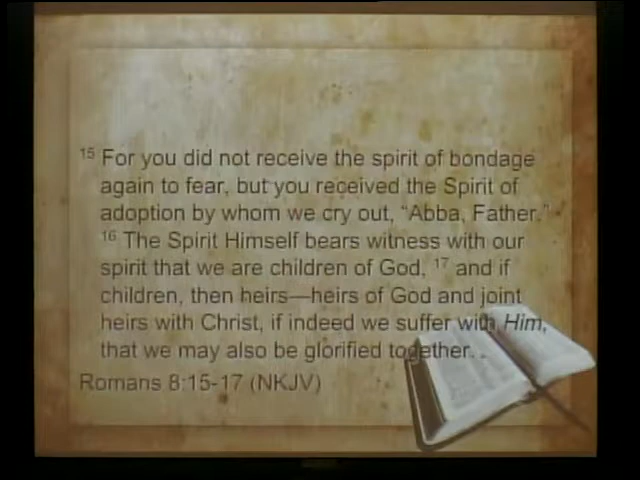 15 For you did not receive the spirit of bondage
again to fear, but you received the Spirit of
adoption by whom we cry out, “Abba, Father.”
16 The Spirit Himself bears witness with our
spirit that we are children of God, 17 and if
children, then heirs—heirs of God and joint
heirs with Christ, if indeed we suffer with Him,
that we may also be glorified together.
Romans 8:15-17 (NKJV)